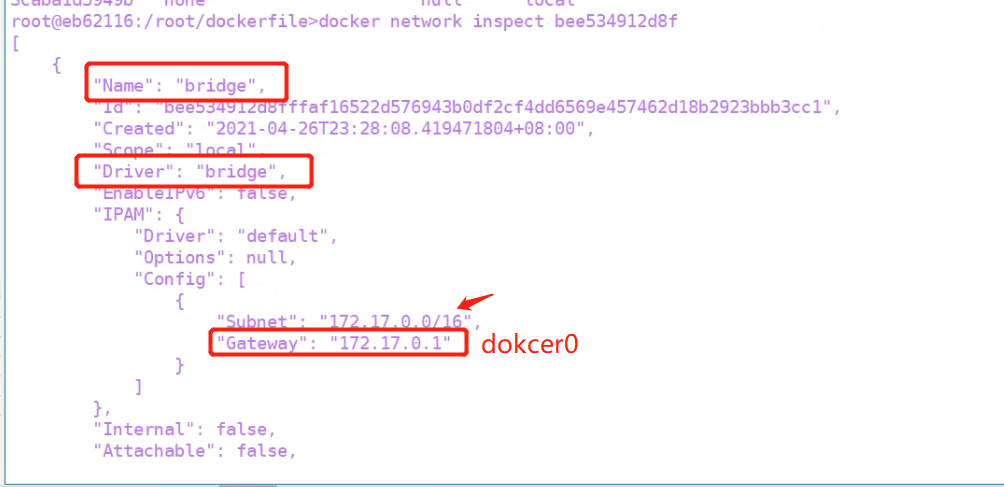 null local
root@eb62116:/root/dockerfile>docker network inspect bee534912d8f
[
{
"Name": "bridge",
"Id": "bee534912d8fffaf16522d576943b0df2cf4dd6569e457462d18b2923bbb3cc1",
"Created": "2021-04-26T23:28:08.419471804+08:00",
"Scope": "local",
"Driver": "bridge",
"EnableIPv6": false,
"IPAM": {
"Driver": "default",
"Options": null,
"Config": [
{
"Subnet": "172.17.0.0/16",
"Gateway": "172.17.0.1" dokcer0
}
]
},
"Internal": false,
"Attachable": false,